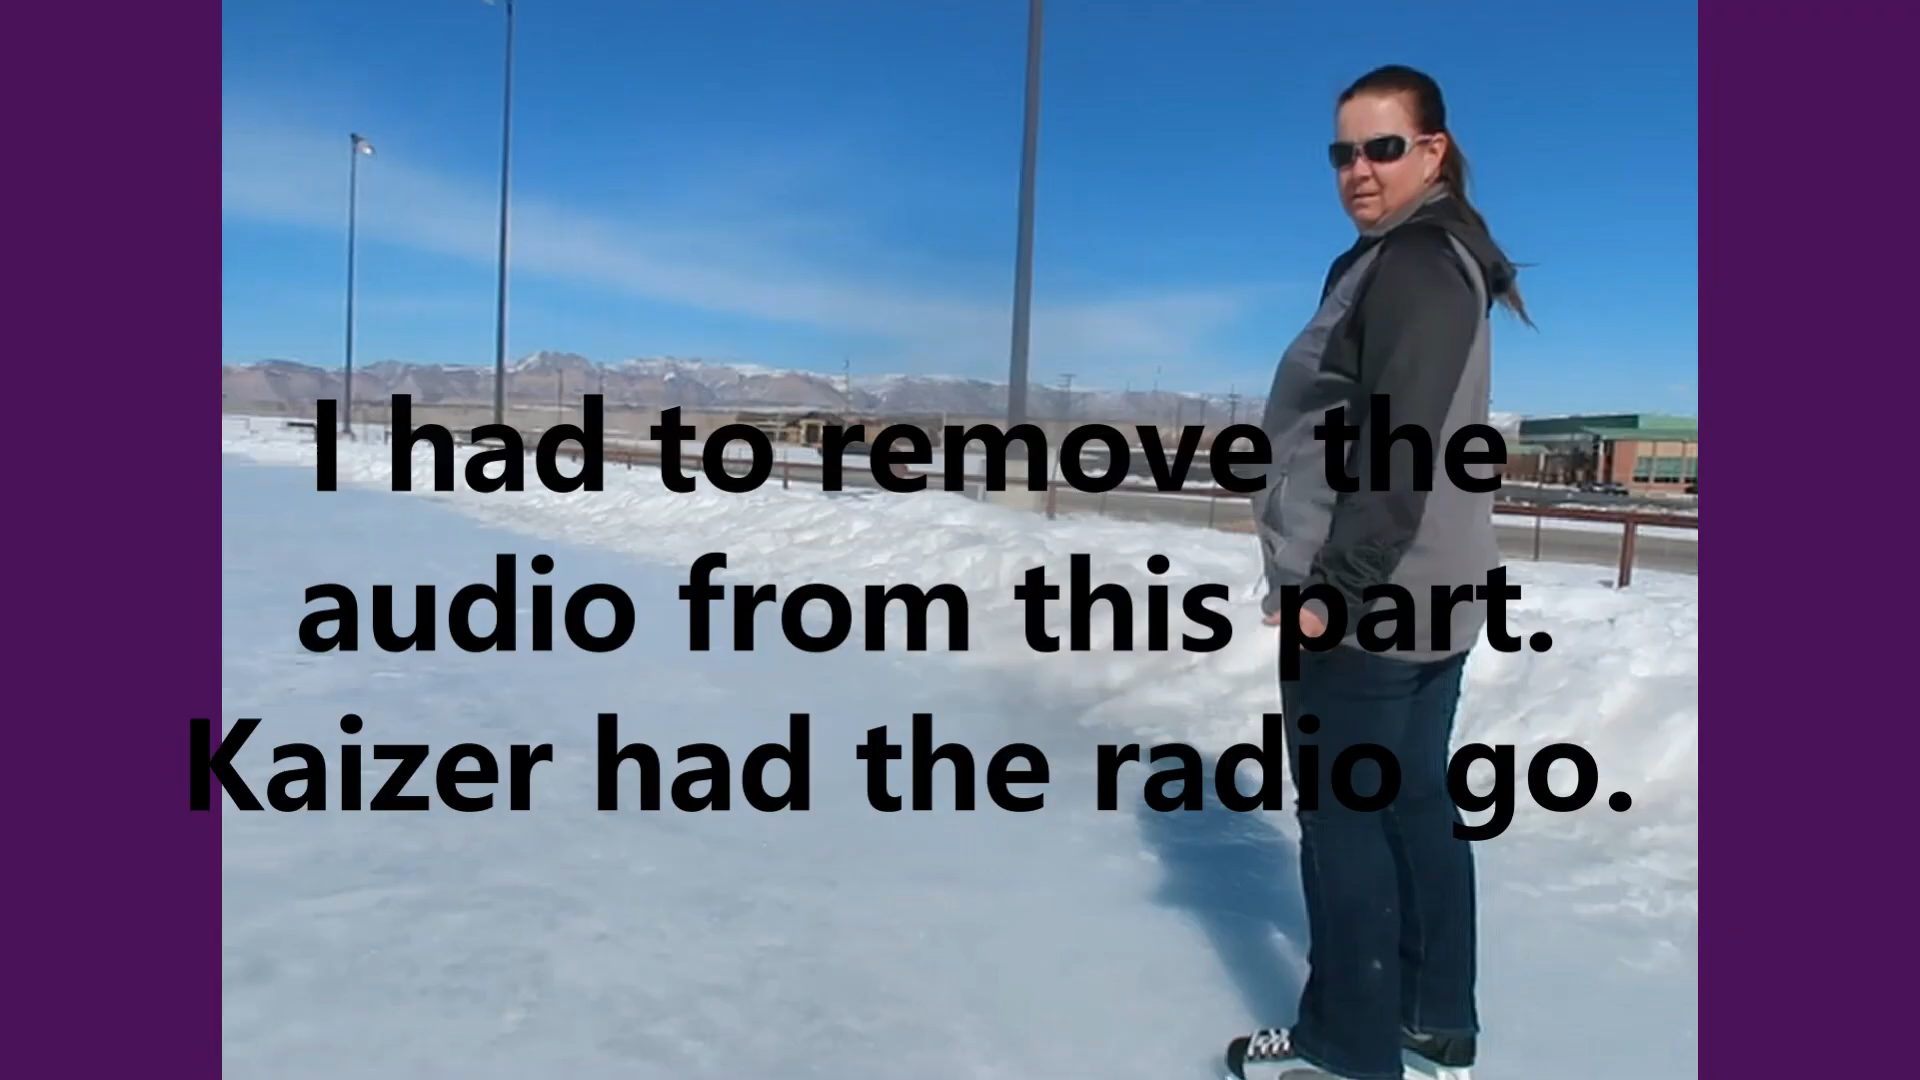 I had to remove the
audio from this part.
Kaizer had the radio go.